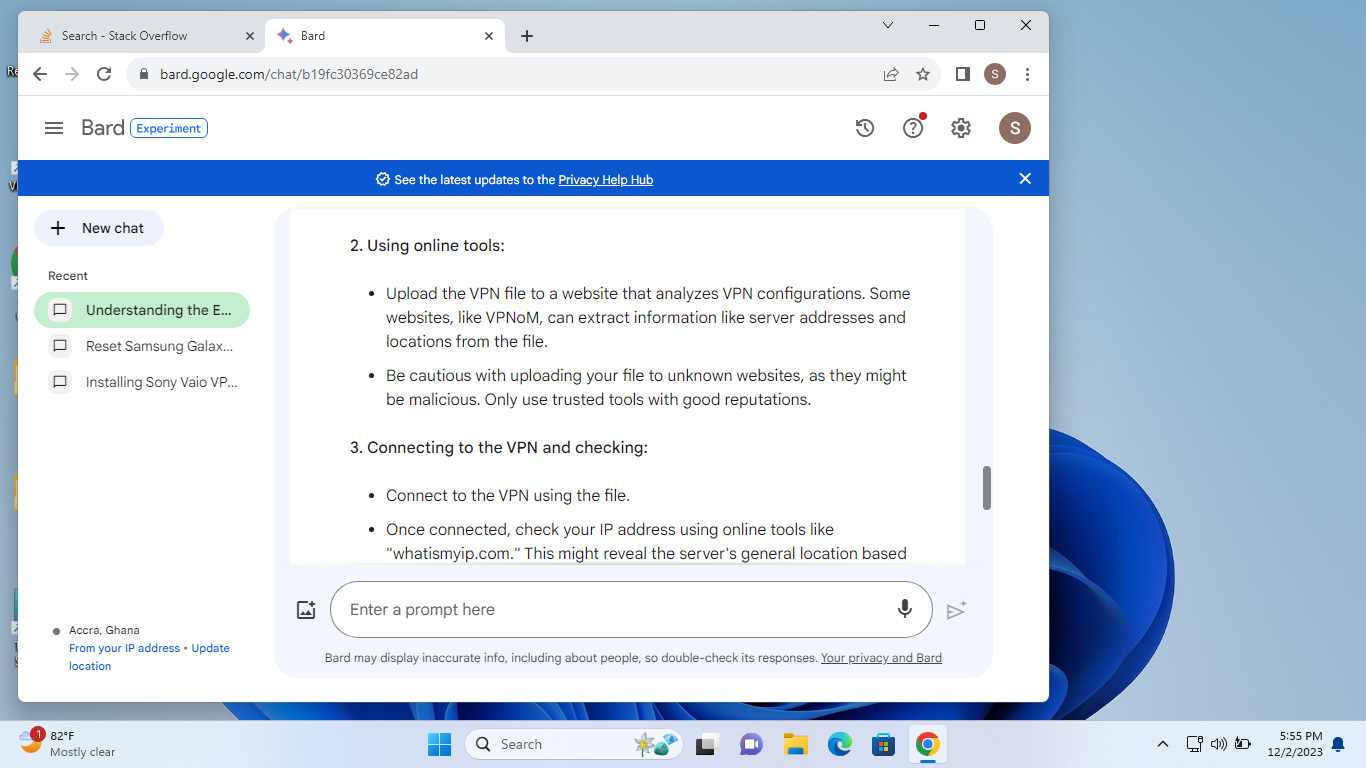 Search - Stack Overflow
Bard
bard.google.com/chat/b19fc30369ce82ad
S
Bard Experiment
S
See the latest updates to the Privacy Help Hub
New chat
Recent
Understanding the E...
Reset Samsung Galax...
Installing Sony Vaio VP...
2. Using online tools:
Upload the VPN file to a website that analyzes VPN configurations. Some
websites, like VPNoM, can extract information like server addresses and
locations from the file.
Be cautious with uploading your file to unknown websites, as they might
be malicious. Only use trusted tools with good reputations.
3. Connecting to the VPN and checking:
Connect to the VPN using the file.
Once connected, check your IP address using online tools like
"whatismyip.com." This might reveal the server's general location based
Enter a prompt here
Bard may display inaccurate info, including about people, so double-check its responses. Your privacy and Bard
Accra, Ghana
From your IP address • Update
location
1
82°F
Mostly clear
Search
5:55 PM
12/2/2023